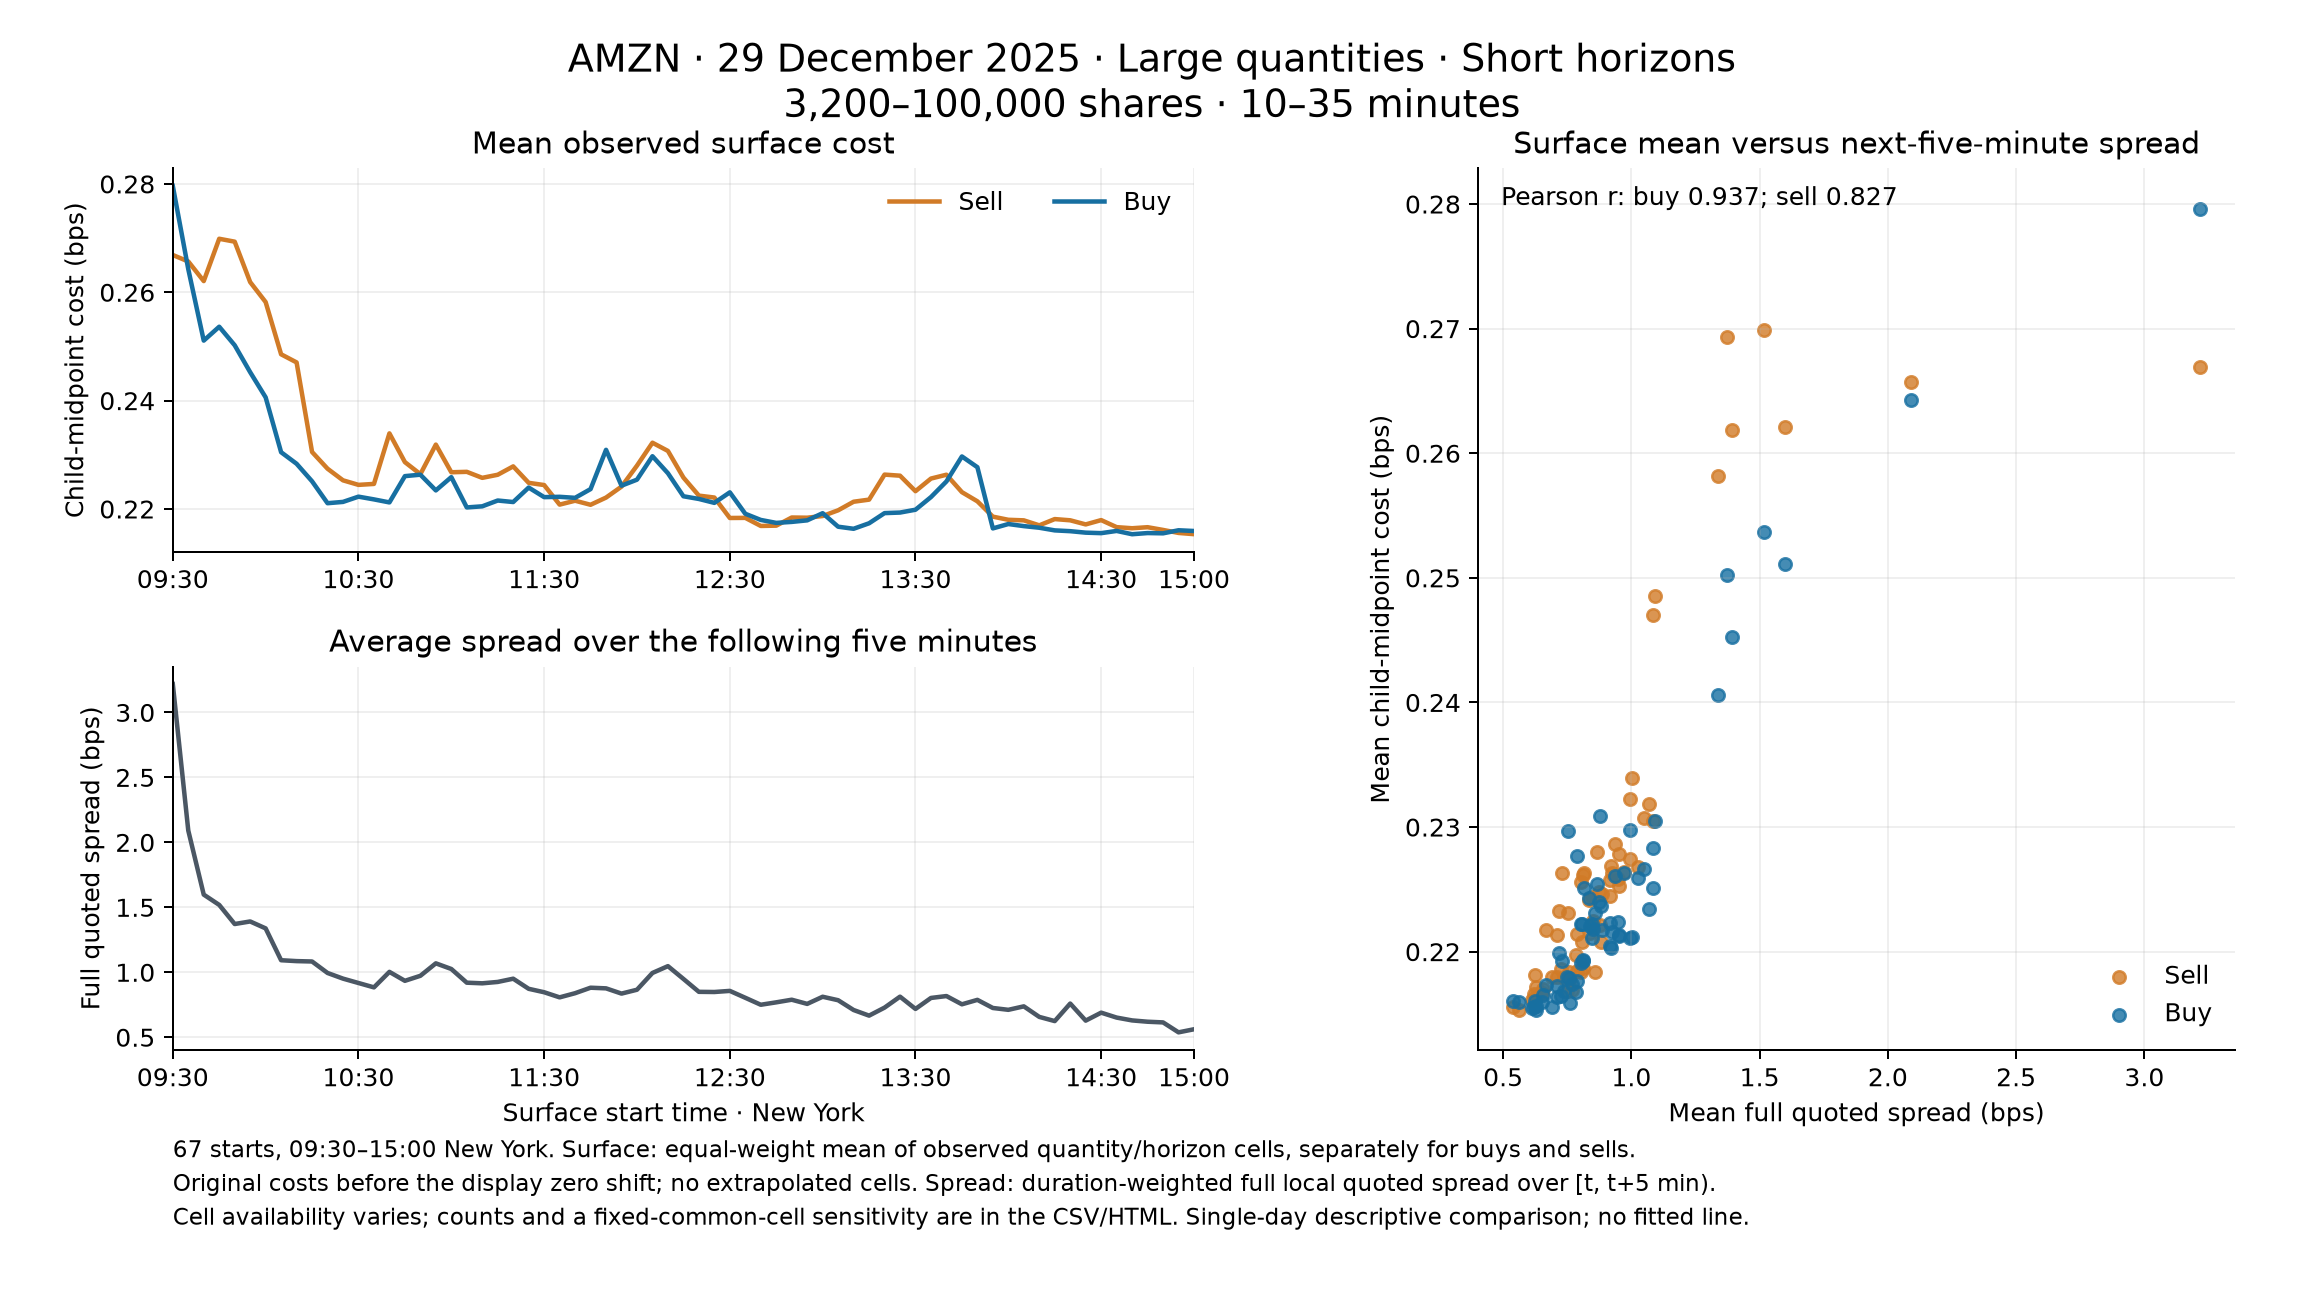 AMZN · 29 December 2025 · Large quantities · Short horizons
3,200–100,000 shares · 10–35 minutes
Mean observed surface cost
Child-midpoint cost (bps)
0.28
0.26
0.24
0.22
Sell
Buy
09:30
10:30
11:30
12:30
13:30
14:30
15:00
Average spread over the following five minutes
Full quoted spread (bps)
3.0
2.5
2.0
1.5
1.0
0.5
09:30
10:30
11:30
12:30
13:30
14:30
15:00
Surface start time · New York
Surface mean versus next-five-minute spread
Pearson r: buy 0.937; sell 0.827
Mean child-midpoint cost (bps)
0.28
0.27
0.26
0.25
0.24
0.23
0.22
Sell
Buy
0.5
1.0
1.5
2.0
2.5
3.0
Mean full quoted spread (bps)
67 starts, 09:30–15:00 New York. Surface: equal-weight mean of observed quantity/horizon cells, separately for buys and sells.
Original costs before the display zero shift; no extrapolated cells. Spread: duration-weighted full local quoted spread over [t, t+5 min).
Cell availability varies; counts and a fixed-common-cell sensitivity are in the CSV/HTML. Single-day descriptive comparison; no fitted line.